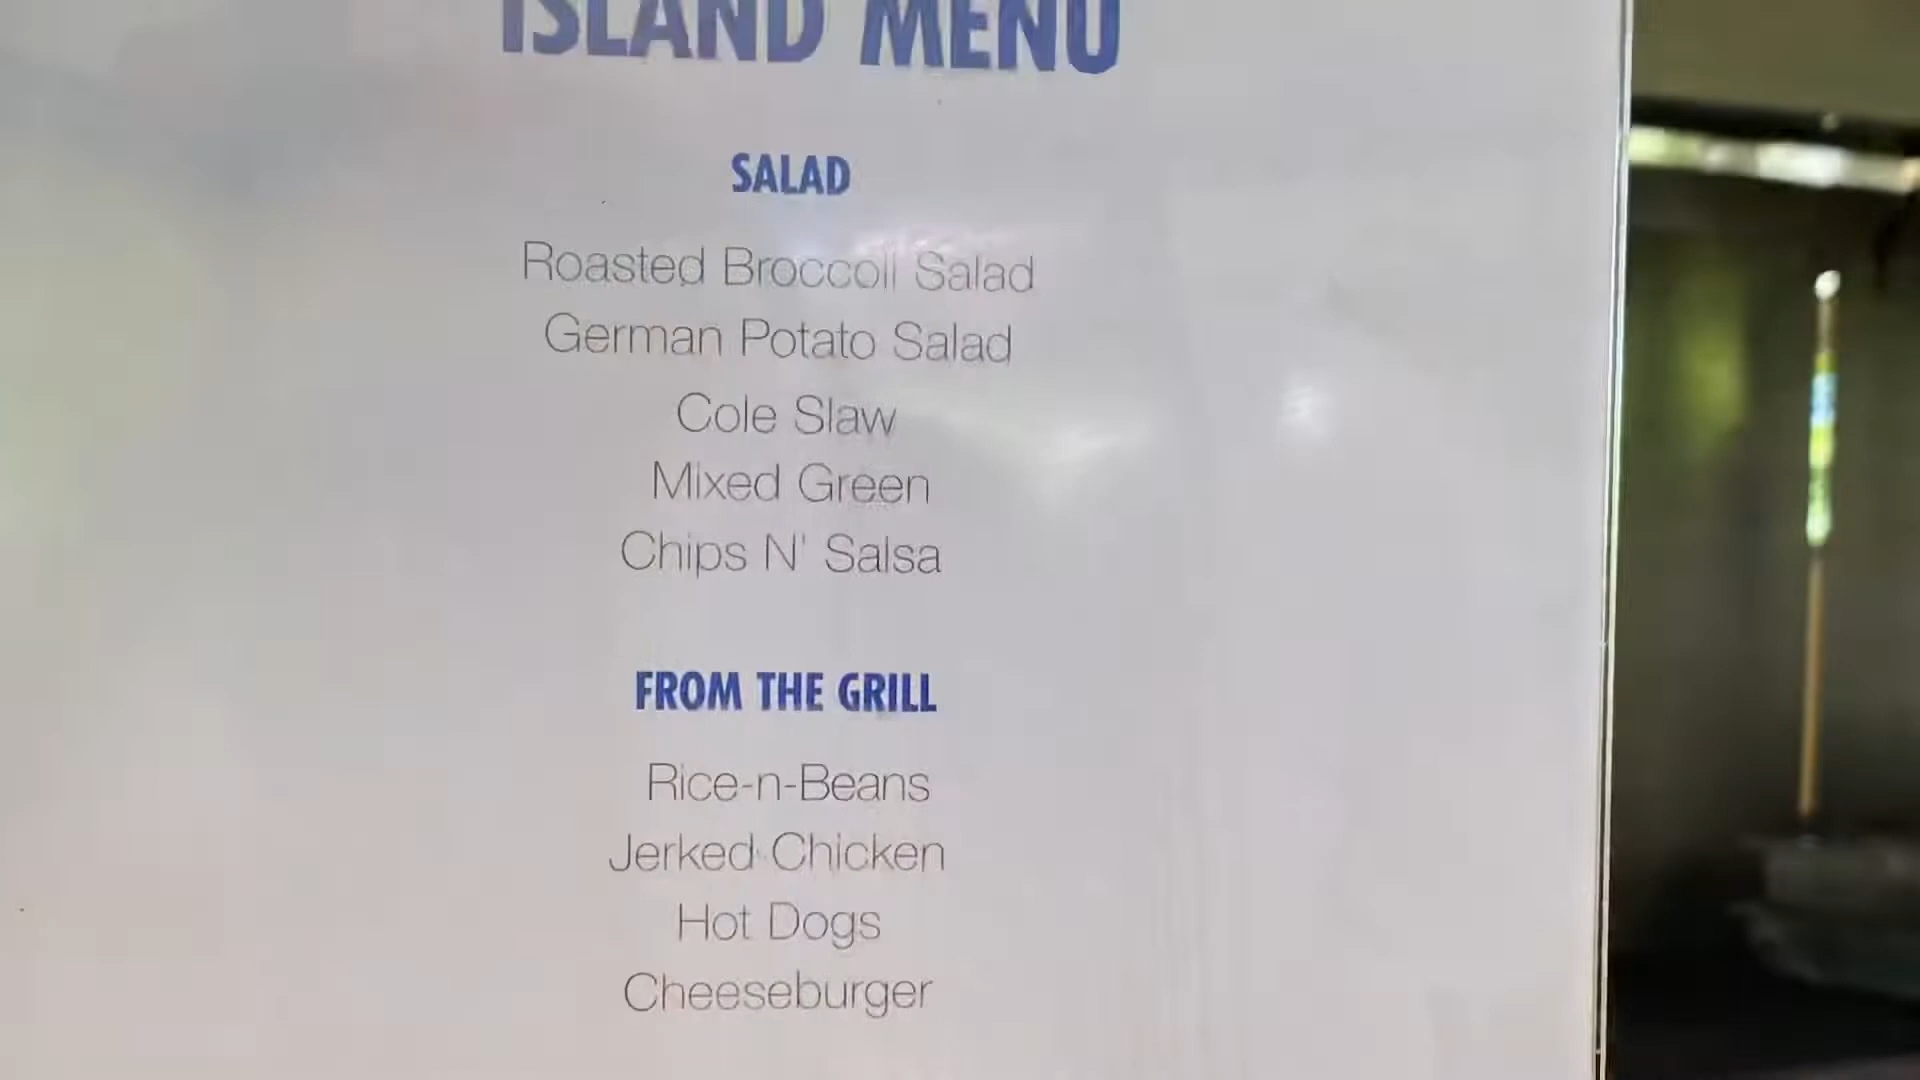 ISLAND MENU
SALAD
Roasted Broccoli Salad
German Potato Salad
Cole Slaw
Mixed Green
Chips N' Salsa
FROM THE GRILL
Rice-n-Beans
Jerked Chicken
Hot Dogs
Cheeseburger